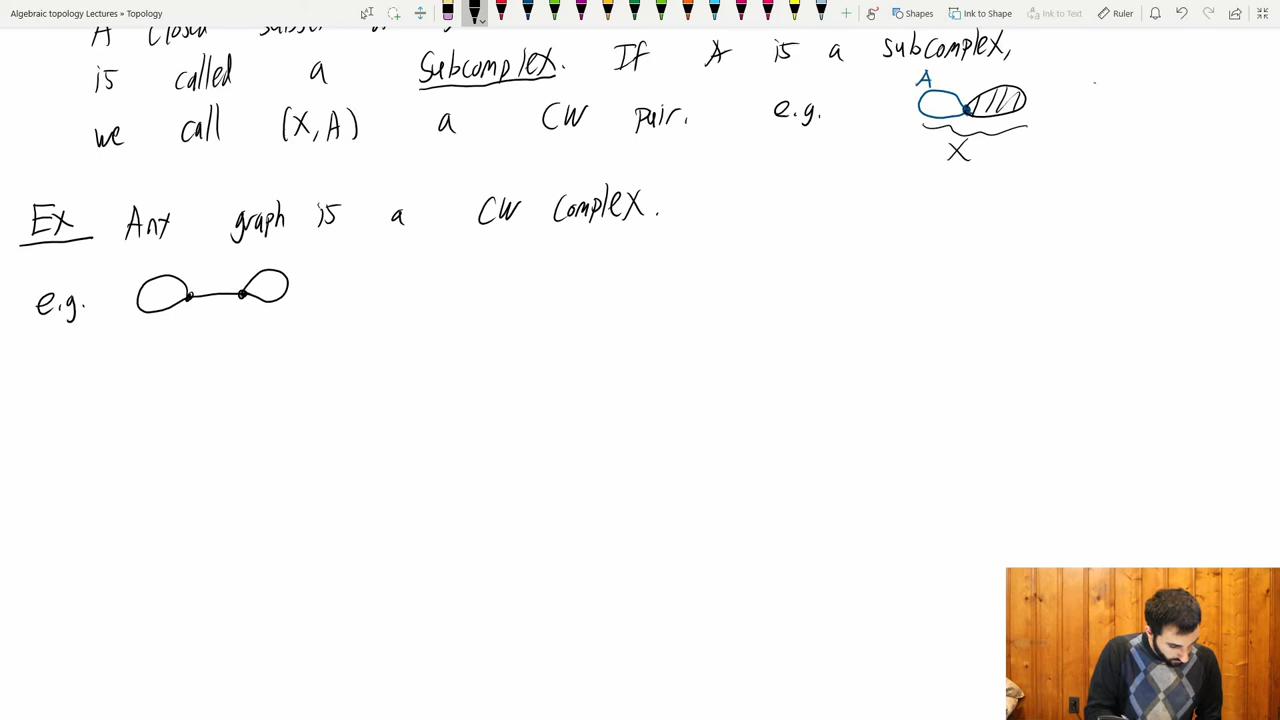 Algebraic topology Lectures » Topology
Shapes Ink to Shape Ink to Text Ruler
A closed
is called a Subcomplex. If A is a subcomplex,
we call (X, A) a CW pair. e.g.
A
X
Ex Any graph is a CW complex.
e.g.